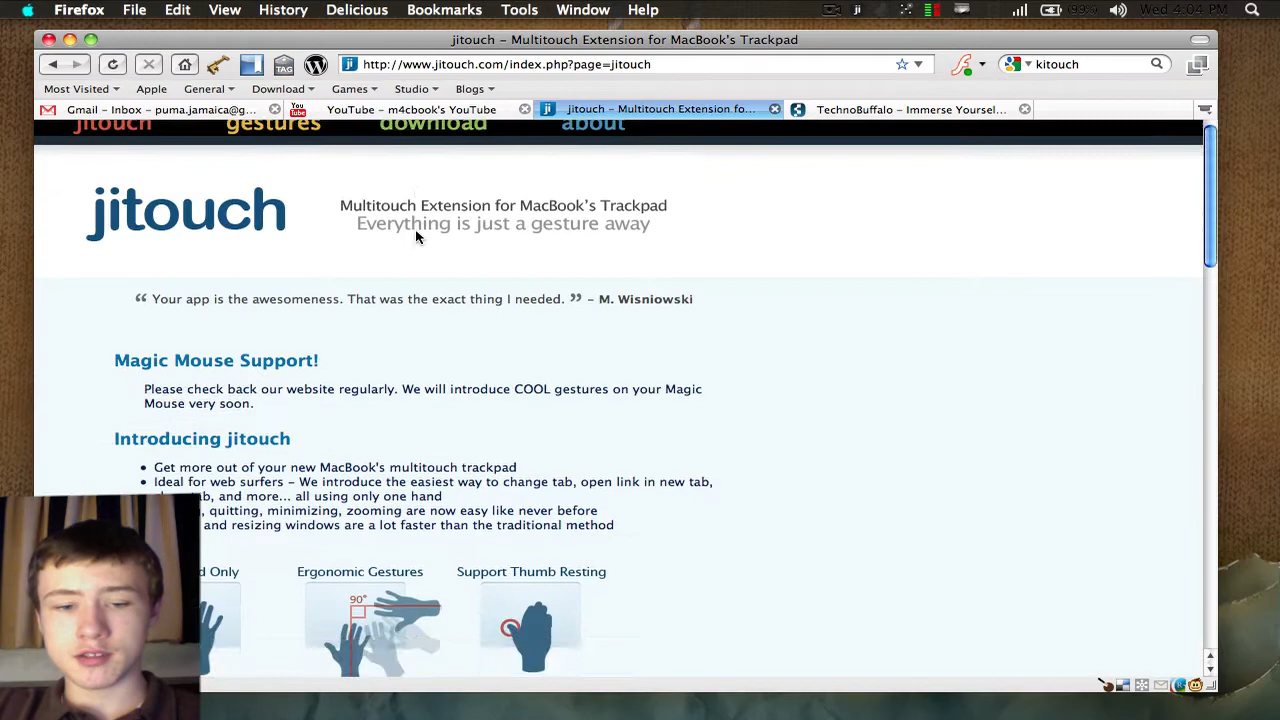 Firefox File Edit View History Delicious Bookmarks Tools Window Help ji (99%) Wed 4:04 PM
jitouch – Multitouch Extension for MacBook's Trackpad
http://www.jitouch.com/index.php?page=jitouch kitouch
TAG
Most Visited Apple General Download Games Studio Blogs
Gmail – Inbox – puma.jamaica@g... You Tube YouTube – m4cbook's YouTube ji jitouch – Multitouch Extension fo... TechnoBuffalo – Immerse Yoursel...
jitouch gestures download about
jitouch
Multitouch Extension for MacBook's Trackpad
Everything is just a gesture away
“ Your app is the awesomeness. That was the exact thing I needed. ” – M. Wisniowski
Magic Mouse Support!
Please check back our website regularly. We will introduce COOL gestures on your Magic
Mouse very soon.
Introducing jitouch
• Get more out of your new MacBook's multitouch trackpad
• Ideal for web surfers – We introduce the easiest way to change tab, open link in new tab,
tab, and more... all using only one hand
quitting, minimizing, zooming are now easy like never before
and resizing windows are a lot faster than the traditional method
Only Ergonomic Gestures Support Thumb Resting
90°